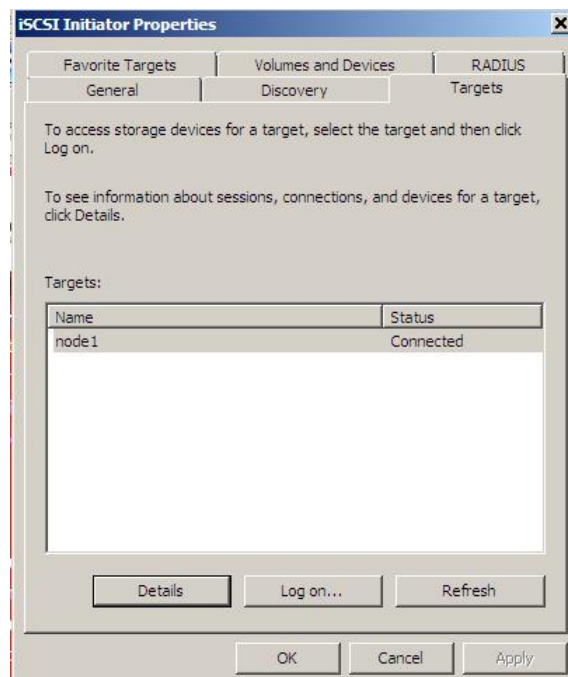 iSCSI Initiator Properties
Favorite Targets
Volumes and Devices
RADIUS
General
Discovery
Targets
To access storage devices for a target, select the target and then click
Log on.
To see information about sessions, connections, and devices for a target,
click Details.
Targets:
Name Status
node1 Connected
Details
Log on...
Refresh
OK
Cancel
Apply